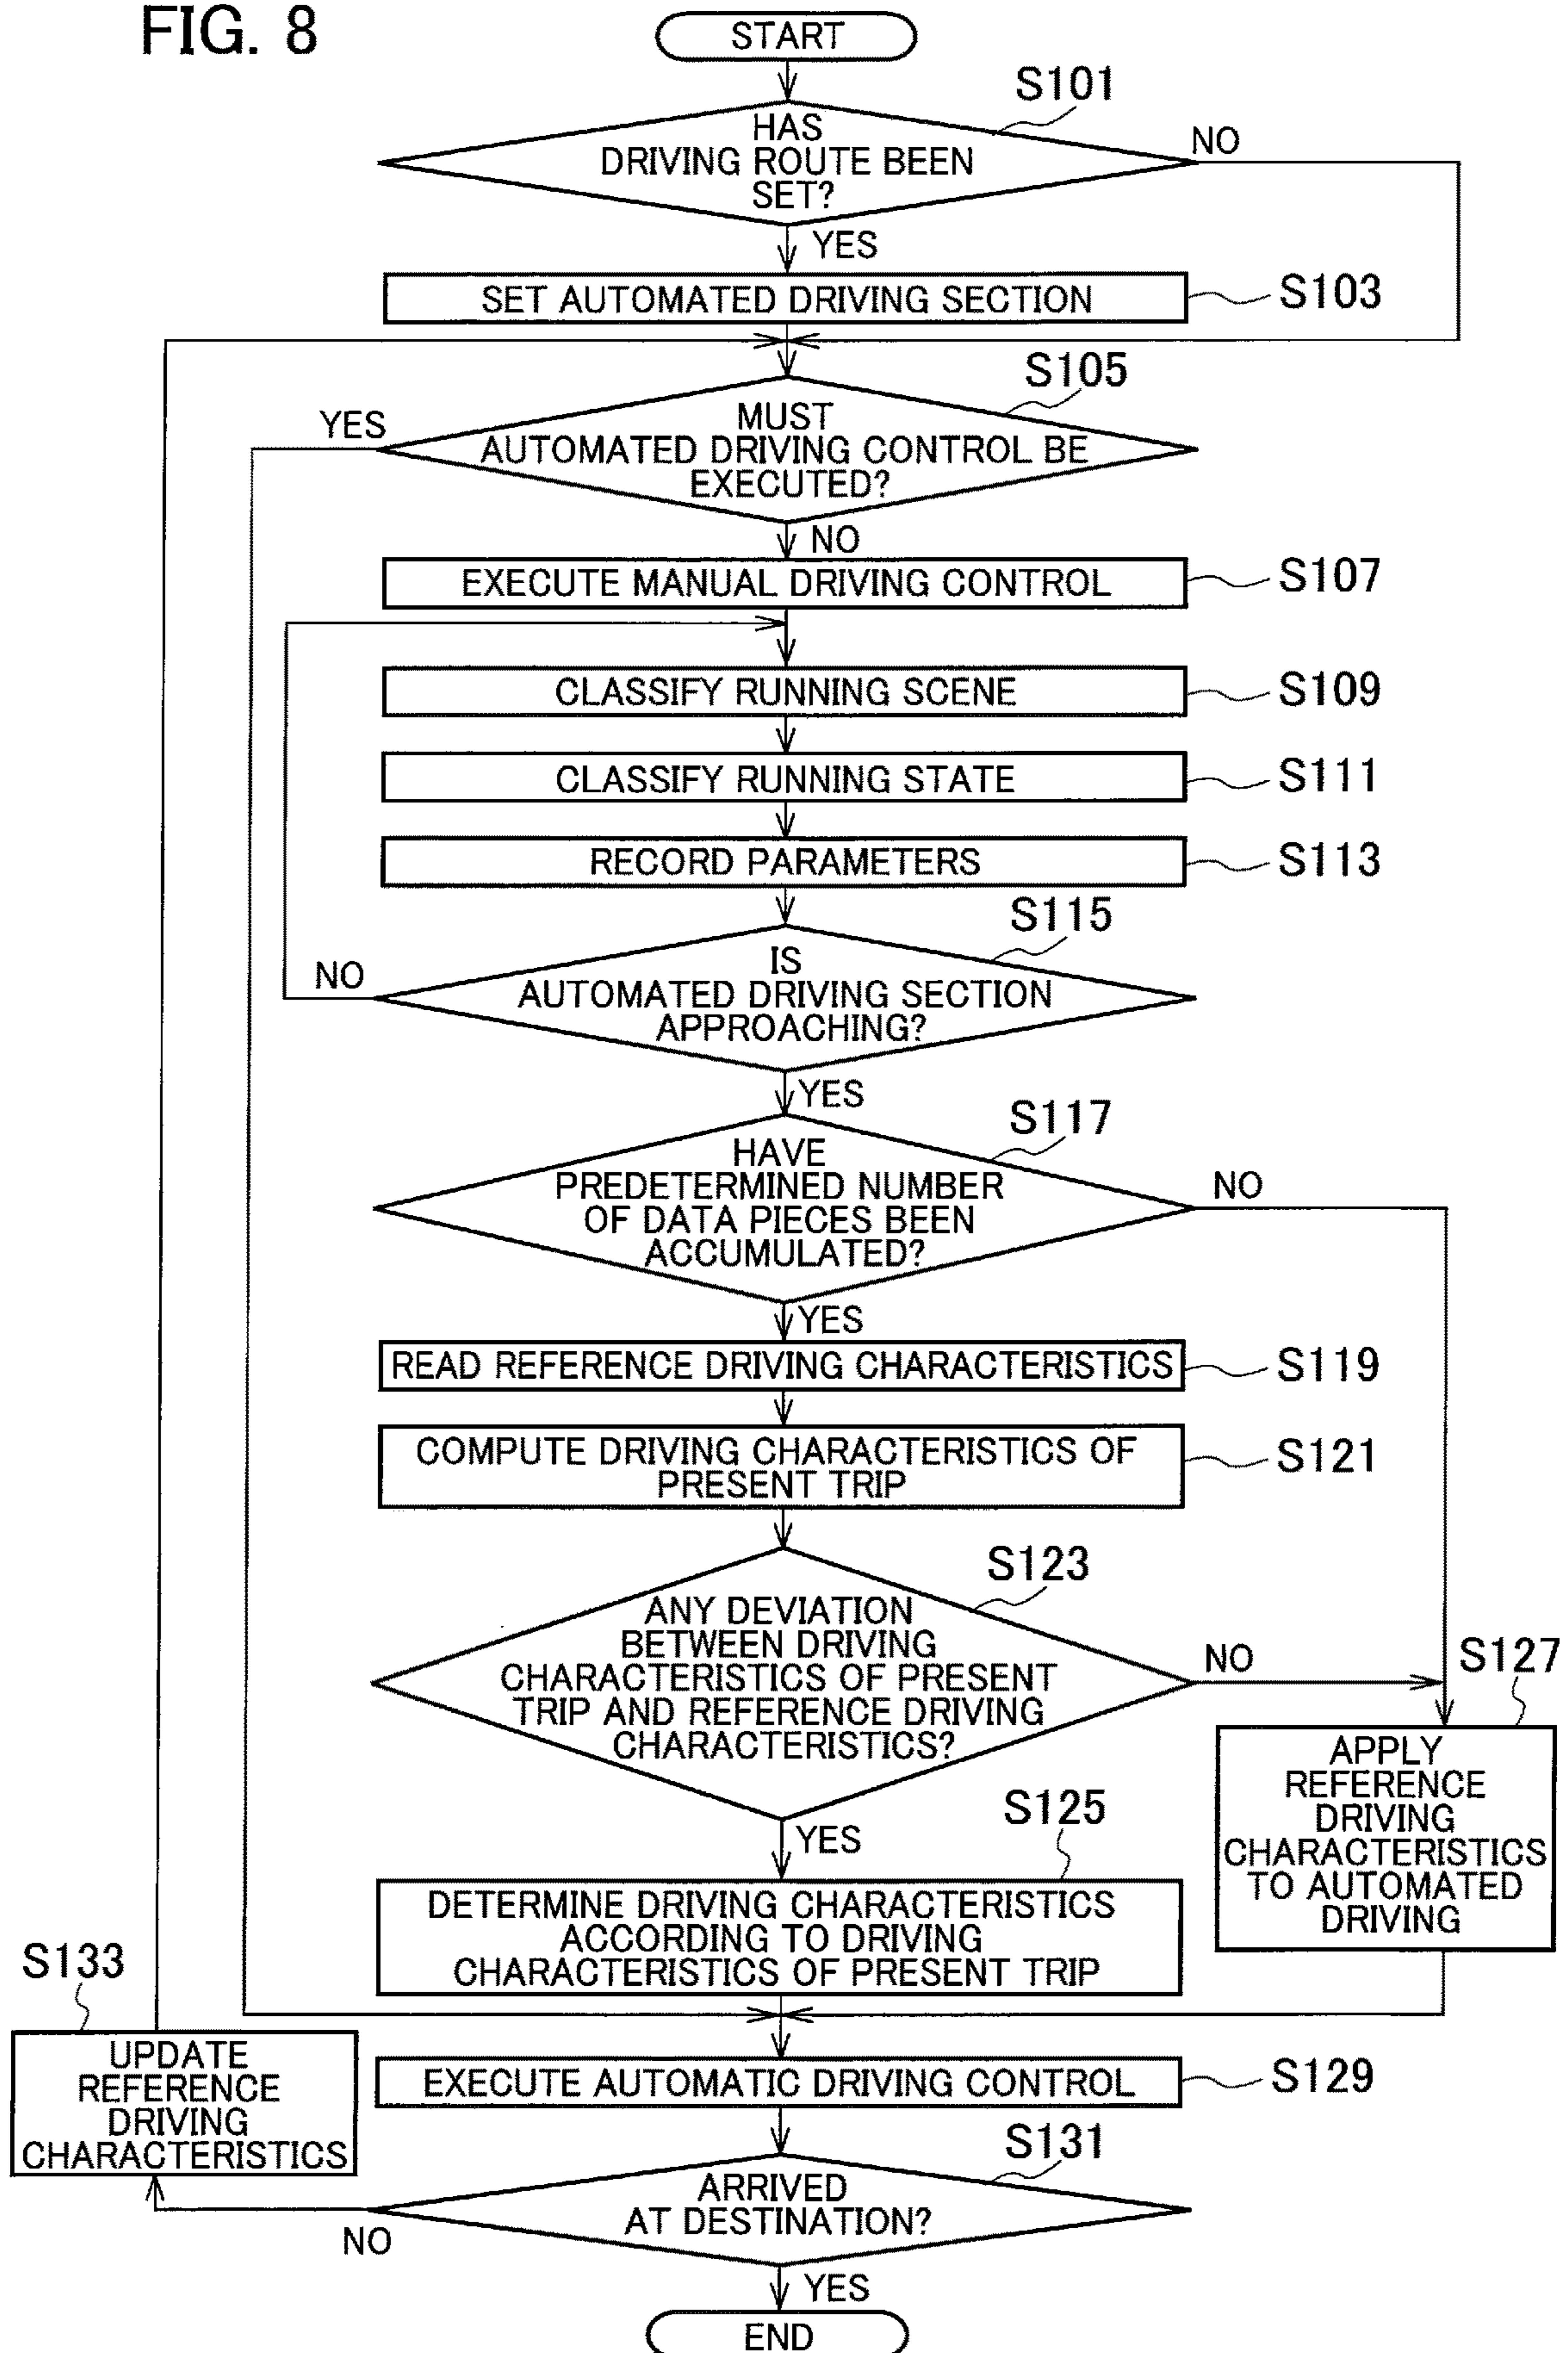 FIG. 8
START
S101
HAS
DRIVING ROUTE BEEN
SET?
NO
YES
SET AUTOMATED DRIVING SECTION
S103
S105
YES
MUST
AUTOMATED DRIVING CONTROL BE
EXECUTED?
NO
EXECUTE MANUAL DRIVING CONTROL
S107
CLASSIFY RUNNING SCENE
S109
CLASSIFY RUNNING STATE
S111
RECORD PARAMETERS
S113
S115
IS
AUTOMATED DRIVING SECTION
APPROACHING?
NO
YES
S117
HAVE
PREDETERMINED NUMBER
OF DATA PIECES BEEN
ACCUMULATED?
NO
YES
READ REFERENCE DRIVING CHARACTERISTICS
S119
COMPUTE DRIVING CHARACTERISTICS OF
PRESENT TRIP
S121
S123
ANY DEVIATION
BETWEEN DRIVING
CHARACTERISTICS OF PRESENT
TRIP AND REFERENCE DRIVING
CHARACTERISTICS?
NO
S127
APPLY
REFERENCE
DRIVING
CHARACTERISTICS
TO AUTOMATED
DRIVING
YES
S125
DETERMINE DRIVING CHARACTERISTICS
ACCORDING TO DRIVING
CHARACTERISTICS OF PRESENT TRIP
S133
UPDATE
REFERENCE
DRIVING
CHARACTERISTICS
EXECUTE AUTOMATIC DRIVING CONTROL
S129
S131
ARRIVED
AT DESTINATION?
NO
YES
END